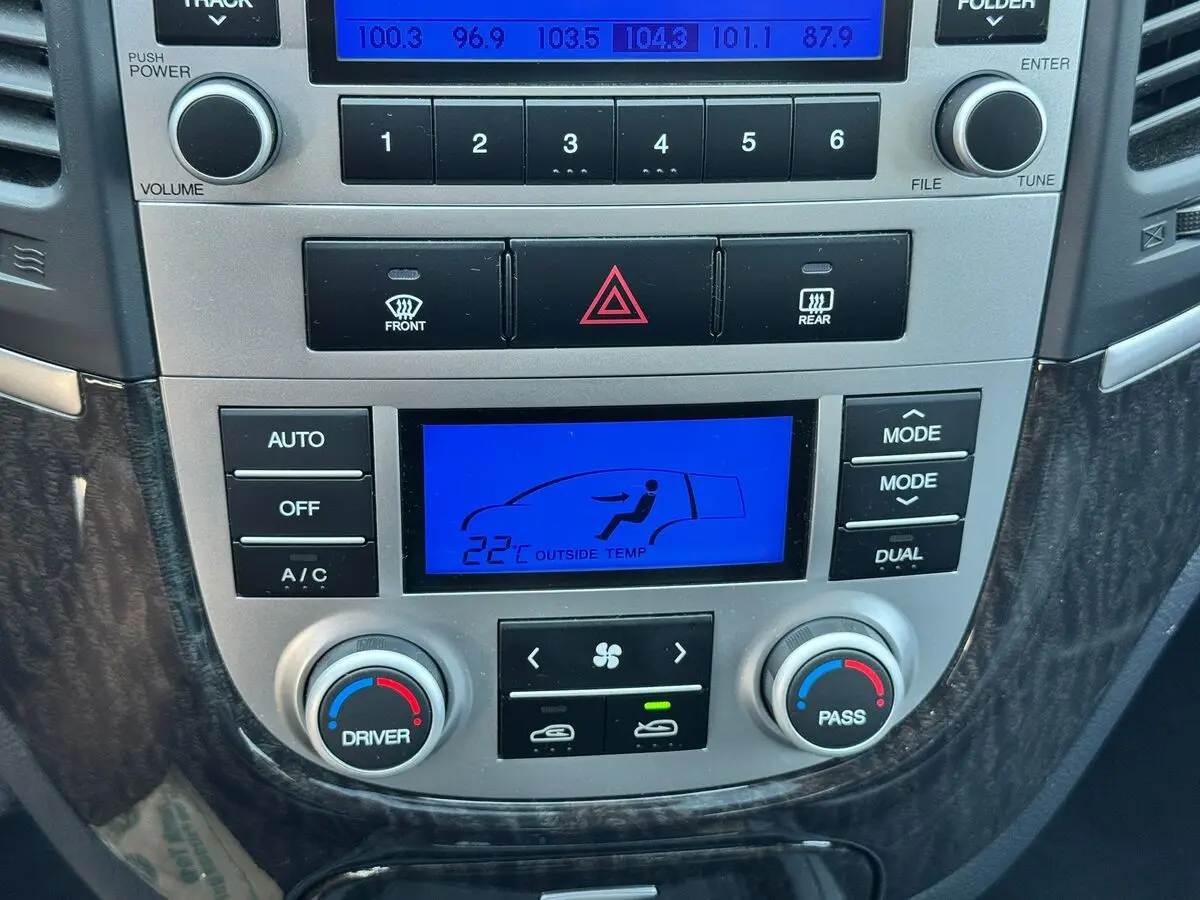 TRACK
FOLDER
100.3 96.9 103.5 104.3 101.1 87.9
PUSH
POWER
ENTER
1 2 3 4 5 6
VOLUME
FILE
TUNE
FRONT
REAR
AUTO
OFF
A/C
22°C OUTSIDE TEMP
MODE
MODE
DUAL
DRIVER
PASS